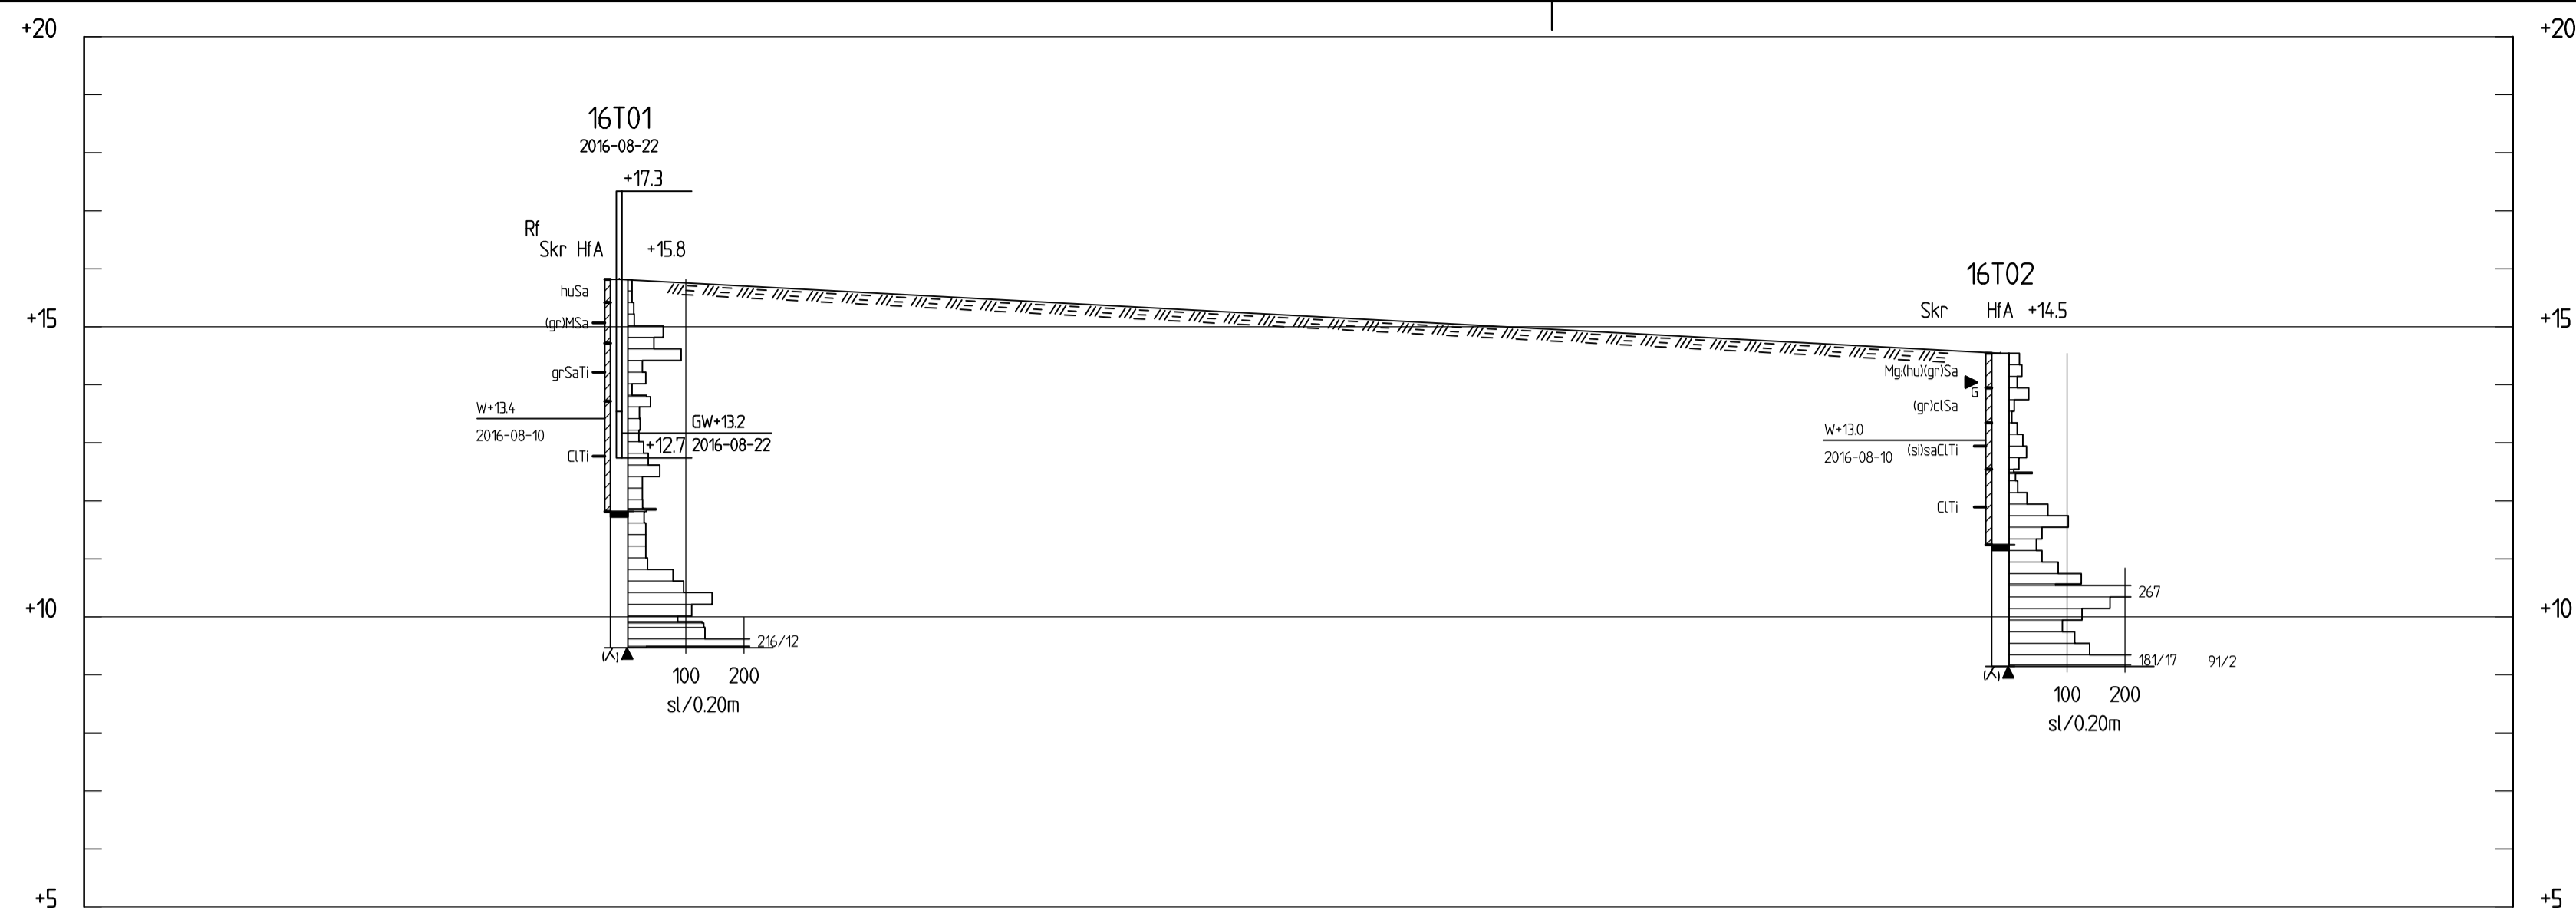 +20
+20
16T01
2016-08-22
+17.3
Rf
Skr HfA +15.8
16T02
huSa
Skr HfA +14.5
+15
(gr)MSa
+15
grSaTi
Mg:(hu)(gr)Sa
G
W+13.4
(gr)clSa
GW+13.2
W+13.0
2016-08-10
+12.7 2016-08-22
2016-08-10 (si)saClTi
ClTi
ClTi
267
+10
+10
216/12
181/17 91/2
100 200
100 200
sl/0.20m
sl/0.20m
+5
+5